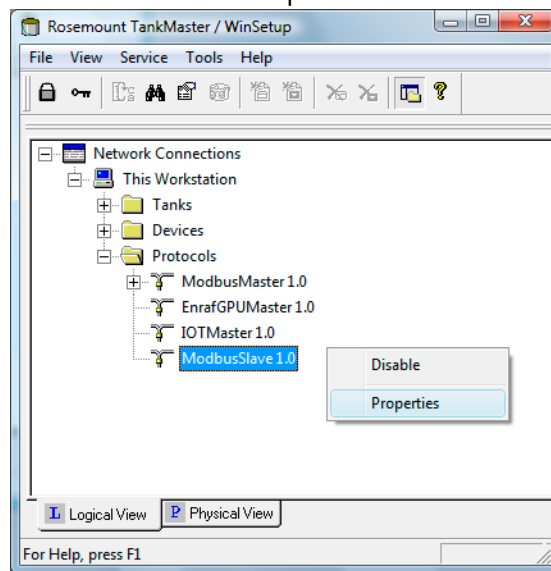 Rosemount TankMaster / WinSetup
File View Service Tools Help
Network Connections
This Workstation
Tanks
Devices
Protocols
ModbusMaster 1.0
EnrafGPUMaster 1.0
IOTMaster 1.0
ModbusSlave 1.0
Disable
Properties
L Logical View P Physical View
For Help, press F1